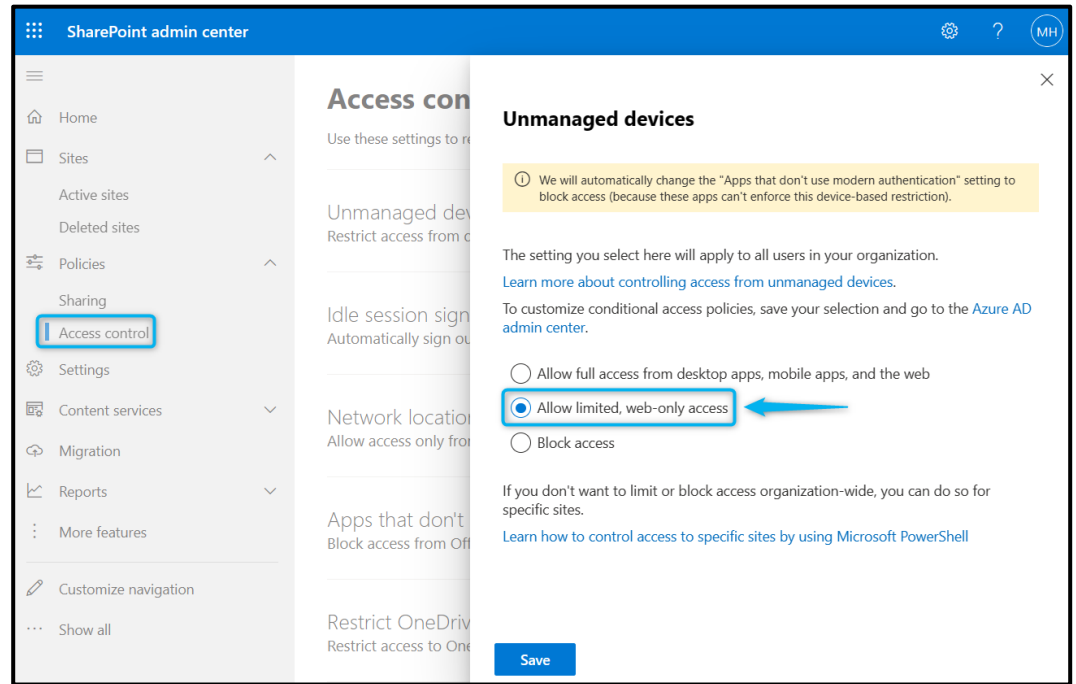 SharePoint admin center
?
MH
Home
Sites
Active sites
Deleted sites
Policies
Sharing
Access control
Settings
Content services
Migration
Reports
More features
Customize navigation
Show all
Access con
Use these settings to re
Unmanaged dev
Restrict access from d
Idle session sign
Automatically sign ou
Network location
Allow access only from
Apps that don't
Block access from Off
Restrict OneDriv
Restrict access to One
Unmanaged devices
We will automatically change the "Apps that don't use modern authentication" setting to
block access (because these apps can't enforce this device-based restriction).
The setting you select here will apply to all users in your organization.
Learn more about controlling access from unmanaged devices.
To customize conditional access policies, save your selection and go to the Azure AD
admin center.
Allow full access from desktop apps, mobile apps, and the web
Allow limited, web-only access
Block access
If you don't want to limit or block access organization-wide, you can do so for
specific sites.
Learn how to control access to specific sites by using Microsoft PowerShell
Save